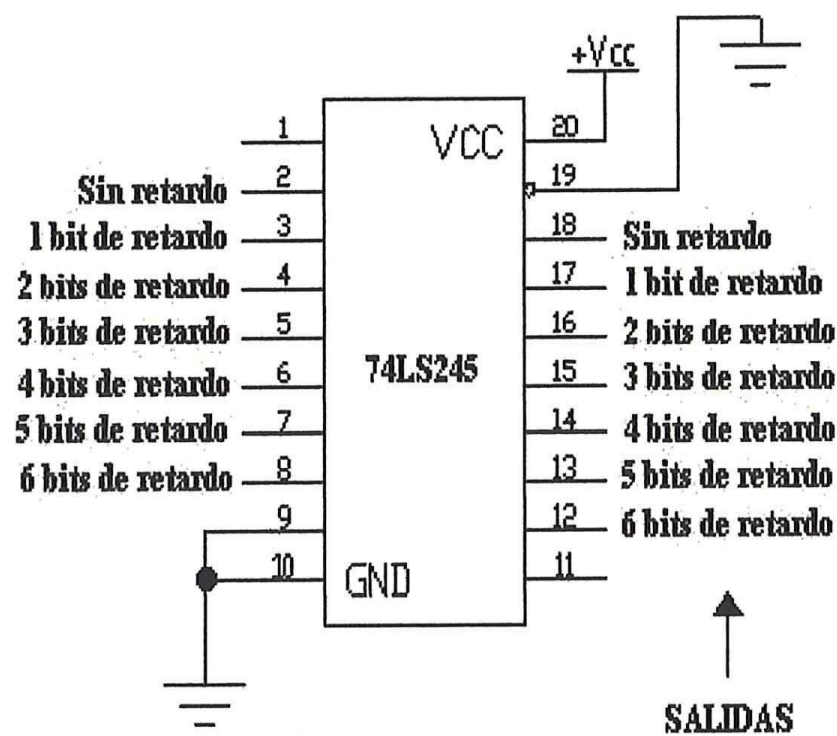 +Vcc
1
VCC
20
Sin retardo
2
19
1 bit de retardo
3
18
Sin retardo
2 bits de retardo
4
17
1 bit de retardo
3 bits de retardo
5
16
2 bits de retardo
4 bits de retardo
6
74LS245
15
3 bits de retardo
5 bits de retardo
7
14
4 bits de retardo
6 bits de retardo
8
13
5 bits de retardo
9
12
6 bits de retardo
10
GND
11
SALIDAS